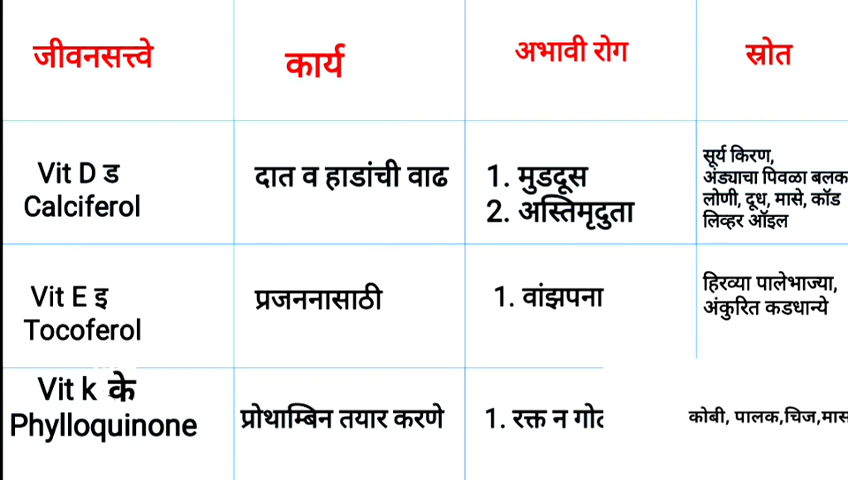 जीवनसत्त्वे कार्य अभावी रोग स्रोत
Vit D ड
Calciferol
दात व हाडांची वाढ
1. मुडदूस
2. अस्तिमृदुता
सूर्य किरण,
अंड्याचा पिवळा बलक
लोणी, दूध, मासे, कॉड
लिव्हर ऑइल
Vit E इ
Tocoferol
प्रजननासाठी
1. वांझपना
हिरव्या पालेभाज्या,
अंकुरित कडधान्ये
Vit k के
Phylloquinone
प्रोथाम्बिन तयार करणे
1. रक्त न
कोबी, पालक,चिज,